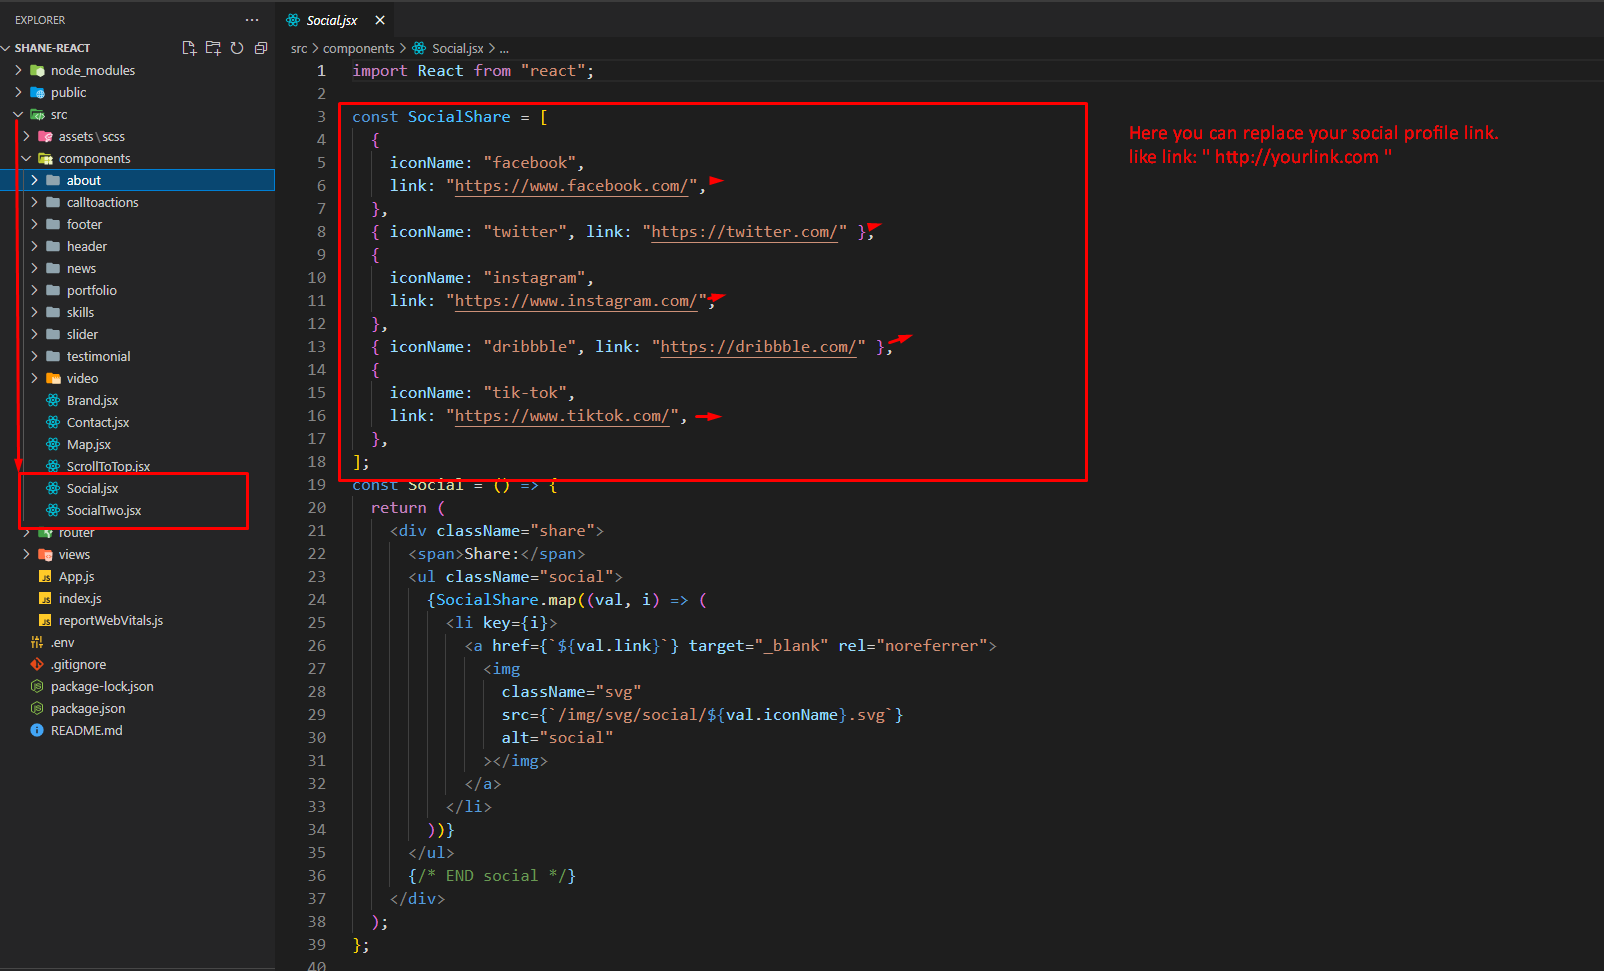 EXPLORER
SHANE-REACT
node_modules
public
src
assets\scss
components
about
calltoactions
footer
header
news
portfolio
skills
slider
testimonial
video
Brand.jsx
Contact.jsx
Map.jsx
ScrollToTop.jsx
Social.jsx
SocialTwo.jsx
router
views
App.js
index.js
reportWebVitals.js
.env
.gitignore
package-lock.json
package.json
README.md
Social.jsx
src > components > Social.jsx > ...
1 import React from "react";
2
3 const SocialShare = [
4 {
5 iconName: "facebook",
6 link: "https://www.facebook.com/",
7 },
8 { iconName: "twitter", link: "https://twitter.com/" },
9 {
10 iconName: "instagram",
11 link: "https://www.instagram.com/",
12 },
13 { iconName: "dribbble", link: "https://dribbble.com/" },
14 {
15 iconName: "tik-tok",
16 link: "https://www.tiktok.com/",
17 },
18 ];
19 const Social = () => {
20 return (
21 <div className="share">
22 <span>Share:</span>
23 <ul className="social">
24 {SocialShare.map((val, i) => (
25 <li key={i}>
26 <a href={`${val.link}`} target="_blank" rel="noreferrer">
27 <img
28 className="svg"
29 src={`/img/svg/social/${val.iconName}.svg`}
30 alt="social"
31 ></img>
32 </a>
33 </li>
34 ))}
35 </ul>
36 {/* END social */}
37 </div>
38 );
39 };
40
Here you can replace your social profile link.
like link: " http://yourlink.com "